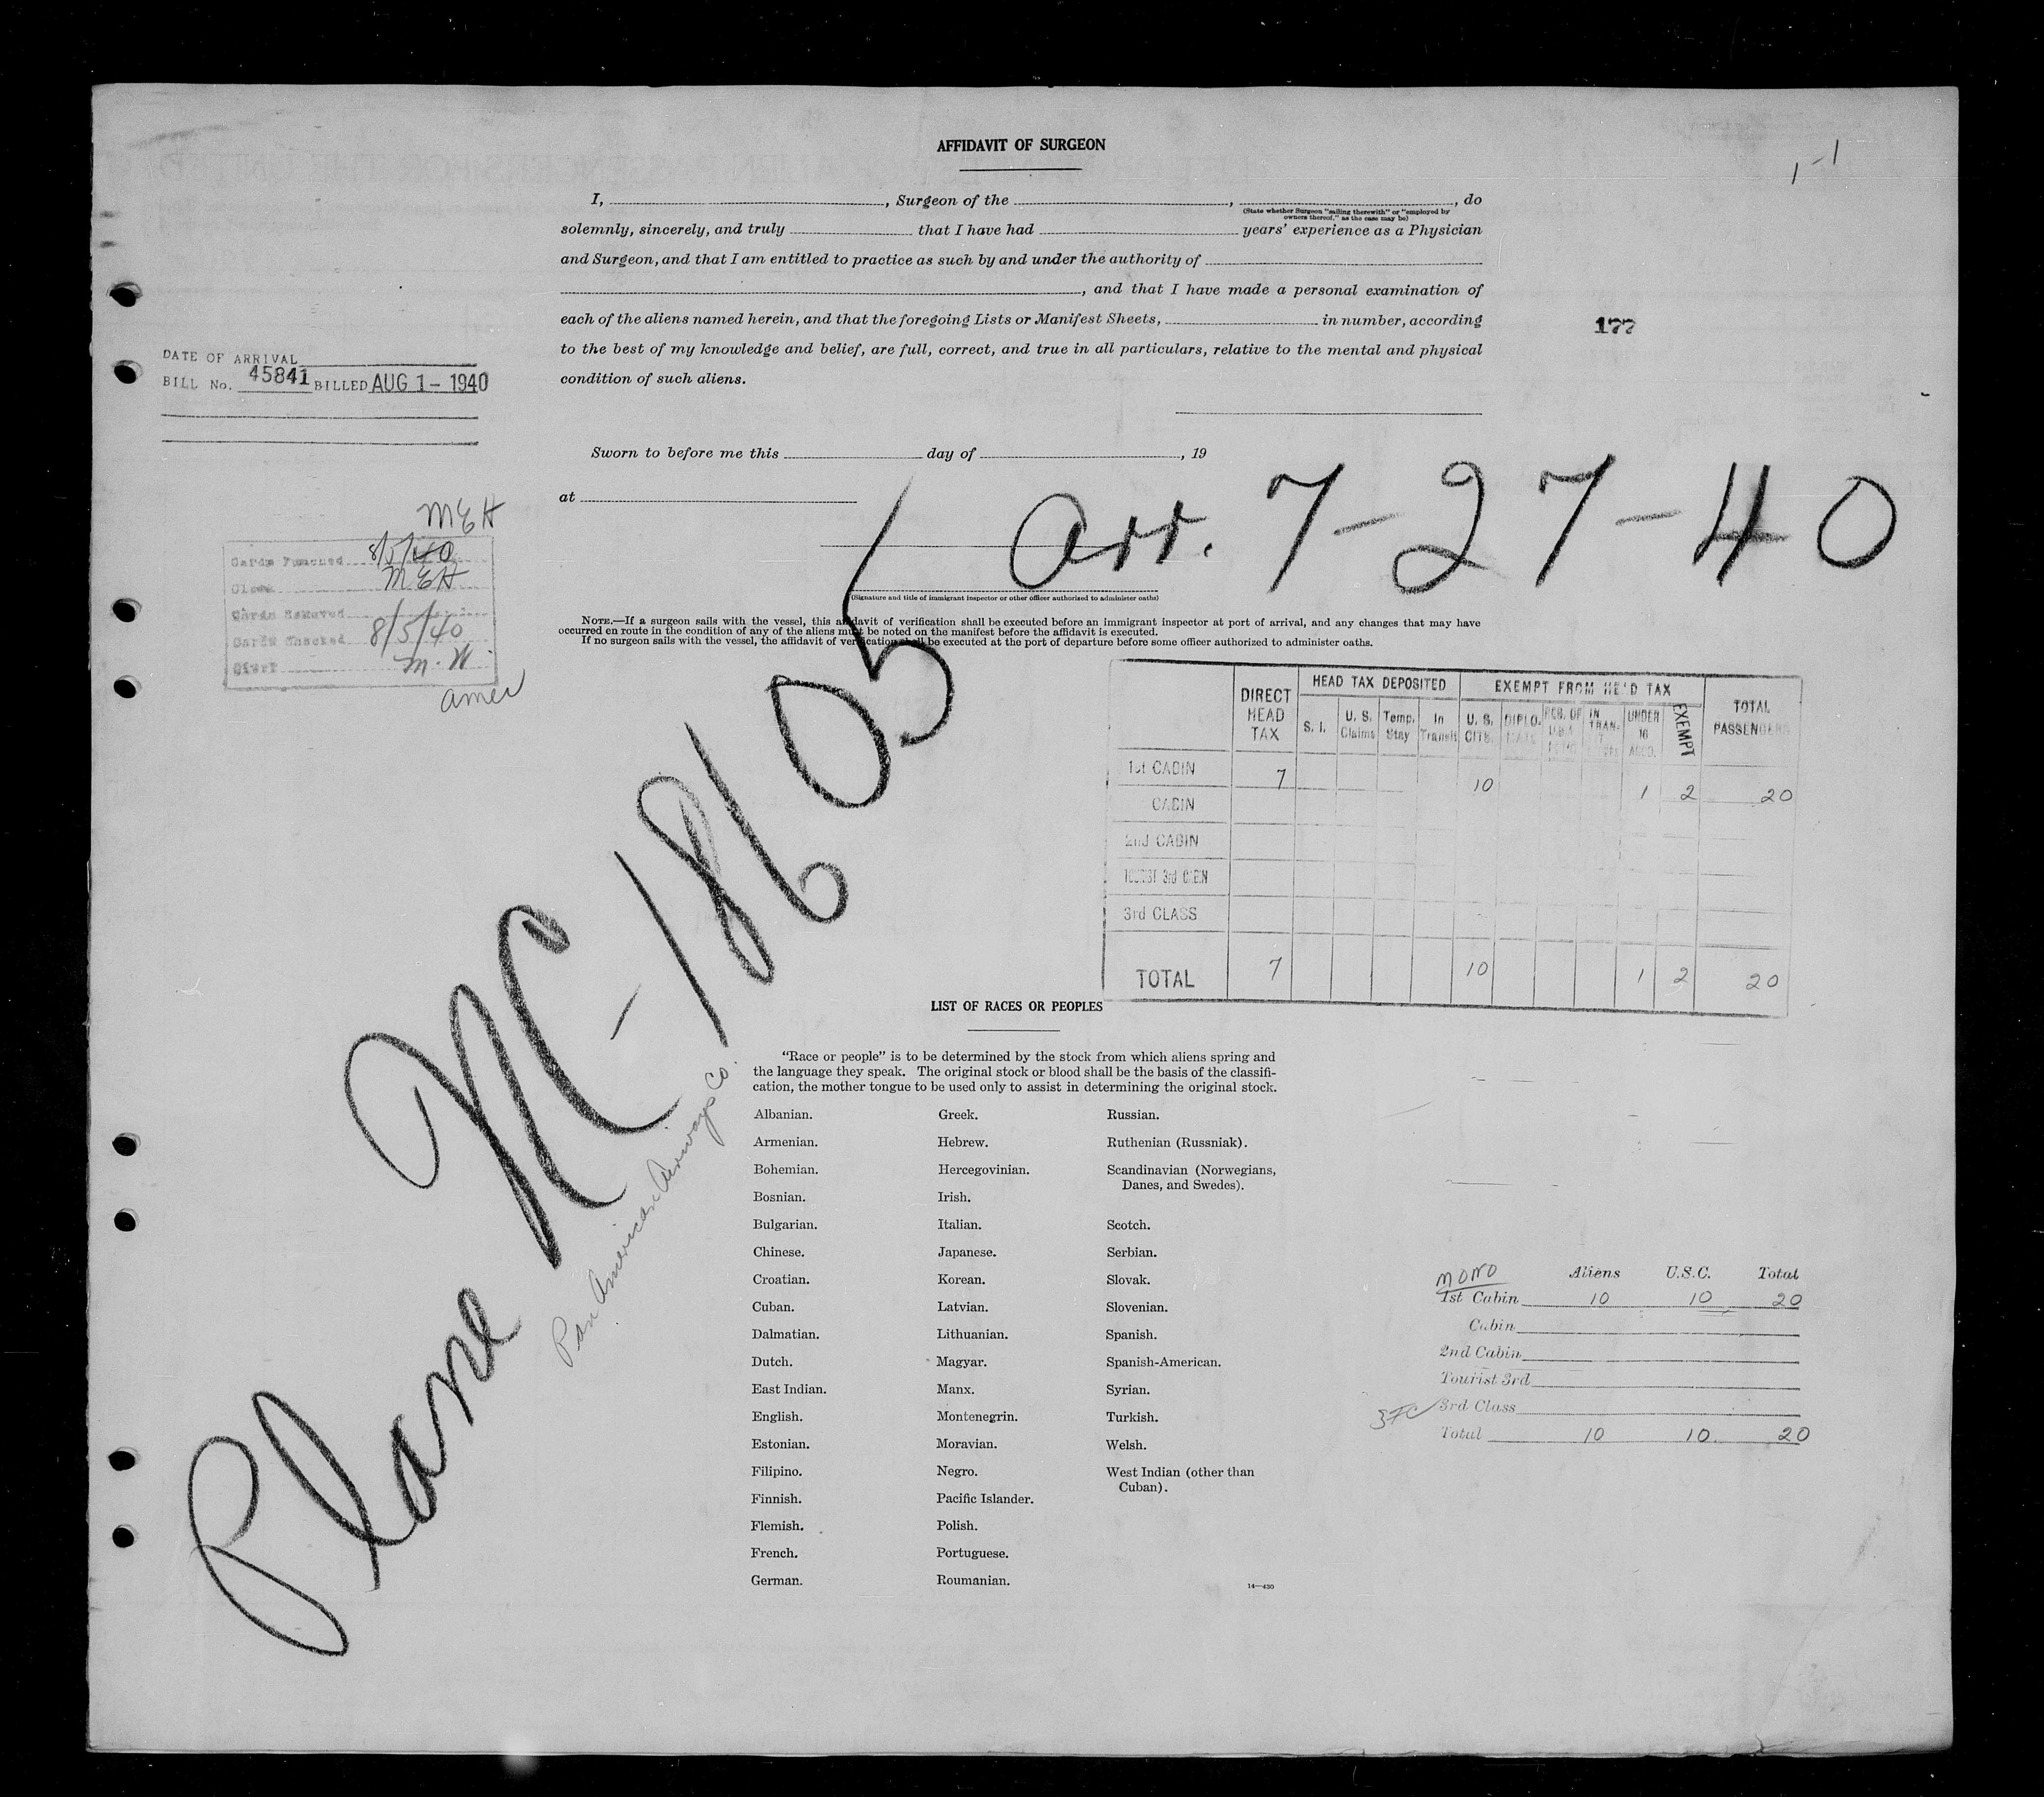 AFFIDAVIT OF SURGEON
1-1
I, , Surgeon of the , , do
(State whether Surgeon "sailing therewith" or "employed by
owners thereof," as the case may be)
solemnly, sincerely, and truly that I have had years' experience as a Physician
and Surgeon, and that I am entitled to practice as such by and under the authority of
, and that I have made a personal examination of
each of the aliens named herein, and that the foregoing Lists or Manifest Sheets, in number, according
to the best of my knowledge and belief, are full, correct, and true in all particulars, relative to the mental and physical
condition of such aliens.
177
DATE OF ARRIVAL
BILL No. 45841 BILLED AUG 1 - 1940
Sworn to before me this day of , 19
at
Arr. 7-27-40
(Signature and title of immigrant inspector or other officer authorized to administer oaths)
NOTE.—If a surgeon sails with the vessel, this affidavit of verification shall be executed before an immigrant inspector at port of arrival, and any changes that may have
occurred en route in the condition of any of the aliens must be noted on the manifest before the affidavit is executed.
If no surgeon sails with the vessel, the affidavit of verification shall be executed at the port of departure before some officer authorized to administer oaths.
MEH
Cards Punched 8/5/40
Clerk MEH
Cards Removed
Cards Checked 8/5/40
Clerk M. W.
amer
Plane NC-18605
Pan American Airways Co.
DIRECT HEAD TAX
HEAD TAX DEPOSITED
EXEMPT FROM HEAD TAX
TOTAL PASSENGERS
S. I. U. S. Claims Temp. Stay In Transit U. S. CITS. DIPLO- RES. OF IN TRAN- UNDER 16 EXEMPT
1st CABIN 7 10 1 2 20
CABIN
2nd CABIN
TOURIST 3rd CABIN
3rd CLASS
TOTAL 7 10 1 2 20
LIST OF RACES OR PEOPLES
"Race or people" is to be determined by the stock from which aliens spring and
the language they speak. The original stock or blood shall be the basis of the classifi-
cation, the mother tongue to be used only to assist in determining the original stock.
Albanian.
Armenian.
Bohemian.
Bosnian.
Bulgarian.
Chinese.
Croatian.
Cuban.
Dalmatian.
Dutch.
East Indian.
English.
Estonian.
Filipino.
Finnish.
Flemish.
French.
German.
Greek.
Hebrew.
Hercegovinian.
Irish.
Italian.
Japanese.
Korean.
Latvian.
Lithuanian.
Magyar.
Manx.
Montenegrin.
Moravian.
Negro.
Pacific Islander.
Polish.
Portuguese.
Roumanian.
Russian.
Ruthenian (Russniak).
Scandinavian (Norwegians,
Danes, and Swedes).
Scotch.
Serbian.
Slovak.
Slovenian.
Spanish.
Spanish-American.
Syrian.
Turkish.
Welsh.
West Indian (other than
Cuban).
14—430
MONO Aliens U.S.C. Total
1st Cabin 10 10 20
Cabin
2nd Cabin
Tourist 3rd
3rd Class
Total 10 10 20